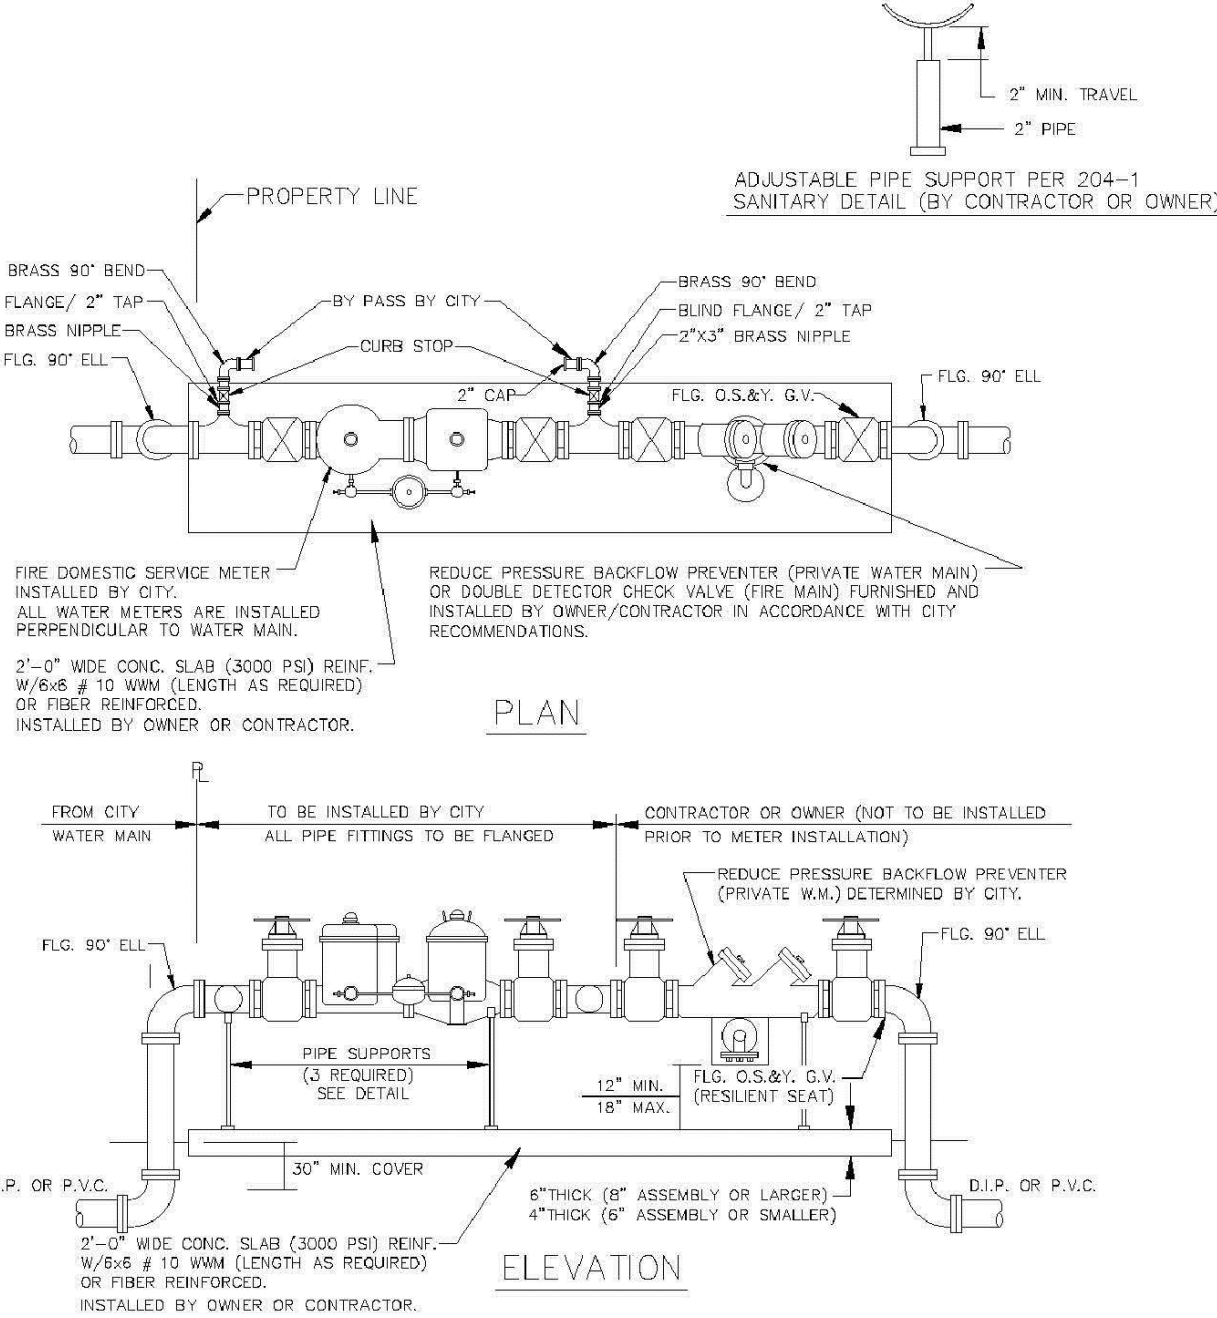 2" MIN. TRAVEL
2" PIPE
ADJUSTABLE PIPE SUPPORT PER 204-1
SANITARY DETAIL (BY CONTRACTOR OR OWNER)
PROPERTY LINE
BRASS 90° BEND
FLANGE/ 2" TAP
BRASS NIPPLE
FLG. 90° ELL
BY PASS BY CITY
CURB STOP
2" CAP
BRASS 90° BEND
BLIND FLANGE/ 2" TAP
2"X3" BRASS NIPPLE
FLG. O.S.&Y. G.V.
FLG. 90° ELL
FIRE DOMESTIC SERVICE METER
INSTALLED BY CITY.
ALL WATER METERS ARE INSTALLED
PERPENDICULAR TO WATER MAIN.
REDUCE PRESSURE BACKFLOW PREVENTER (PRIVATE WATER MAIN)
OR DOUBLE DETECTOR CHECK VALVE (FIRE MAIN) FURNISHED AND
INSTALLED BY OWNER/CONTRACTOR IN ACCORDANCE WITH CITY
RECOMMENDATIONS.
2'-0" WIDE CONC. SLAB (3000 PSI) REINF.
W/6x6 # 10 WWM (LENGTH AS REQUIRED)
OR FIBER REINFORCED.
INSTALLED BY OWNER OR CONTRACTOR.
PLAN
PL
FROM CITY
WATER MAIN
TO BE INSTALLED BY CITY
ALL PIPE FITTINGS TO BE FLANGED
CONTRACTOR OR OWNER (NOT TO BE INSTALLED
PRIOR TO METER INSTALLATION)
REDUCE PRESSURE BACKFLOW PREVENTER
(PRIVATE W.M.) DETERMINED BY CITY.
FLG. 90° ELL
FLG. 90° ELL
PIPE SUPPORTS
(3 REQUIRED)
SEE DETAIL
12" MIN.
18" MAX.
FLG. O.S.&Y. G.V.
(RESILIENT SEAT)
30" MIN. COVER
.P. OR P.V.C.
D.I.P. OR P.V.C.
6"THICK (8" ASSEMBLY OR LARGER)
4"THICK (6" ASSEMBLY OR SMALLER)
2'-0" WIDE CONC. SLAB (3000 PSI) REINF.
W/6x6 # 10 WWM (LENGTH AS REQUIRED)
OR FIBER REINFORCED.
INSTALLED BY OWNER OR CONTRACTOR.
ELEVATION